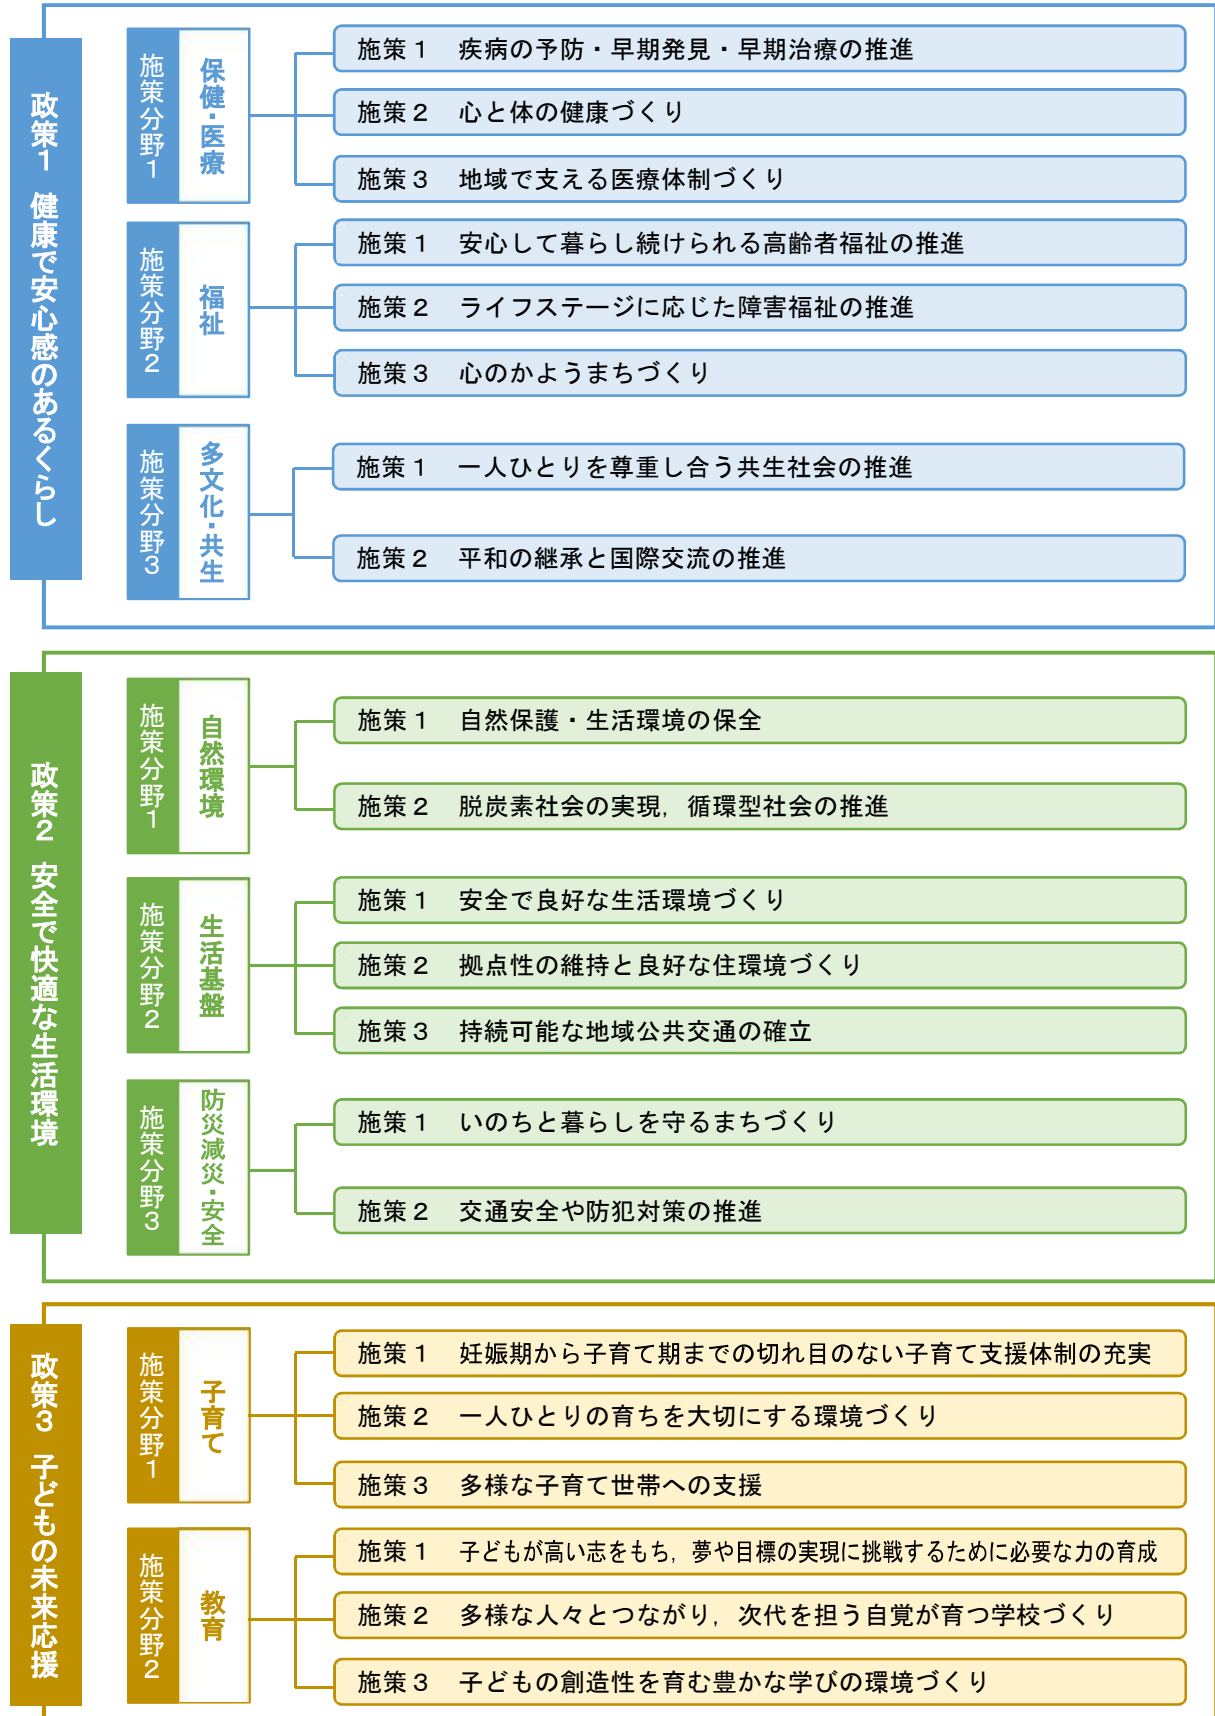 政策1 健康で安心感のあるくらし
施策分野1
保健・医療
施策1 疾病の予防・早期発見・早期治療の推進
施策2 心と体の健康づくり
施策3 地域で支える医療体制づくり
施策分野2
福祉
施策1 安心して暮らし続けられる高齢者福祉の推進
施策2 ライフステージに応じた障害福祉の推進
施策3 心のかようまちづくり
施策分野3
多文化・共生
施策1 一人ひとりを尊重し合う共生社会の推進
施策2 平和の継承と国際交流の推進
政策2 安全で快適な生活環境
施策分野1
自然環境
施策1 自然保護・生活環境の保全
施策2 脱炭素社会の実現，循環型社会の推進
施策分野2
生活基盤
施策1 安全で良好な生活環境づくり
施策2 拠点性の維持と良好な住環境づくり
施策3 持続可能な地域公共交通の確立
施策分野3
防災減災・安全
施策1 いのちと暮らしを守るまちづくり
施策2 交通安全や防犯対策の推進
政策3 子どもの未来応援
施策分野1
子育て
施策1 妊娠期から子育て期までの切れ目のない子育て支援体制の充実
施策2 一人ひとりの育ちを大切にする環境づくり
施策3 多様な子育て世帯への支援
施策分野2
教育
施策1 子どもが高い志をもち，夢や目標の実現に挑戦するために必要な力の育成
施策2 多様な人々とつながり，次代を担う自覚が育つ学校づくり
施策3 子どもの創造性を育む豊かな学びの環境づくり